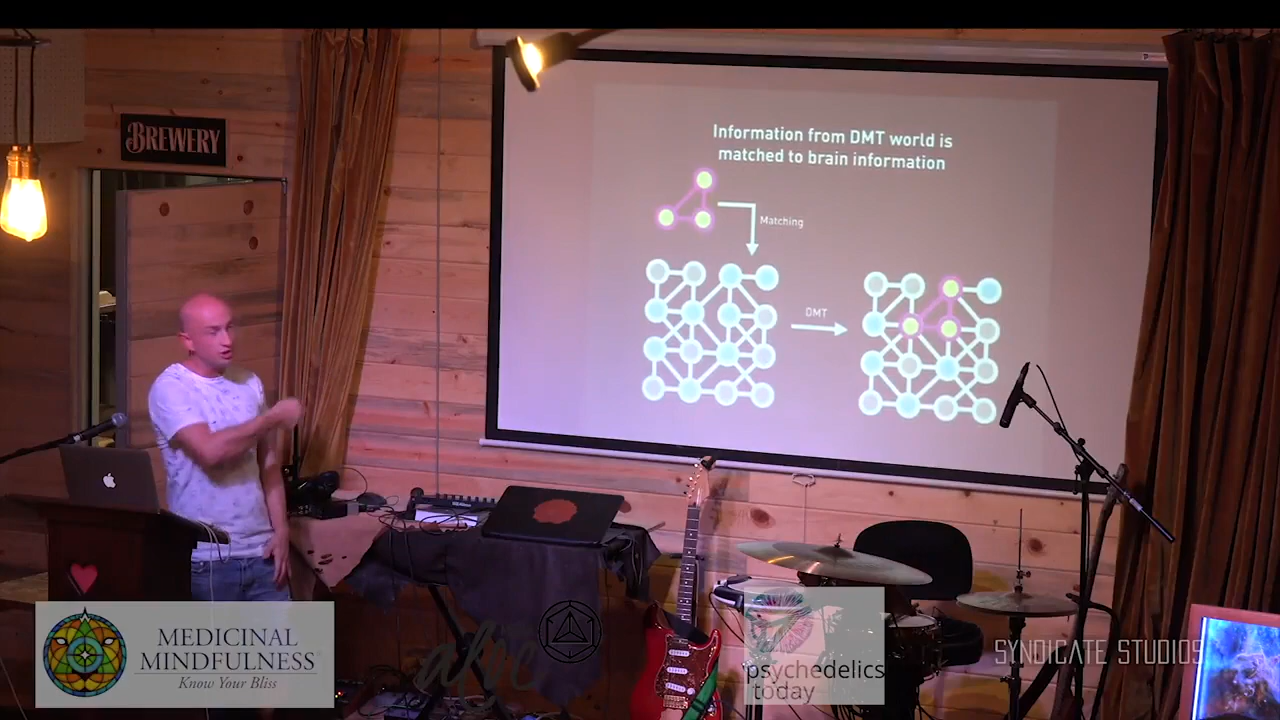 BREWERY
Information from DMT world is
matched to brain information
Matching
DMT
MEDICINAL
MINDFULNESS
Know Your Bliss
psychedelics
today
SYNDICATE STUDIOS